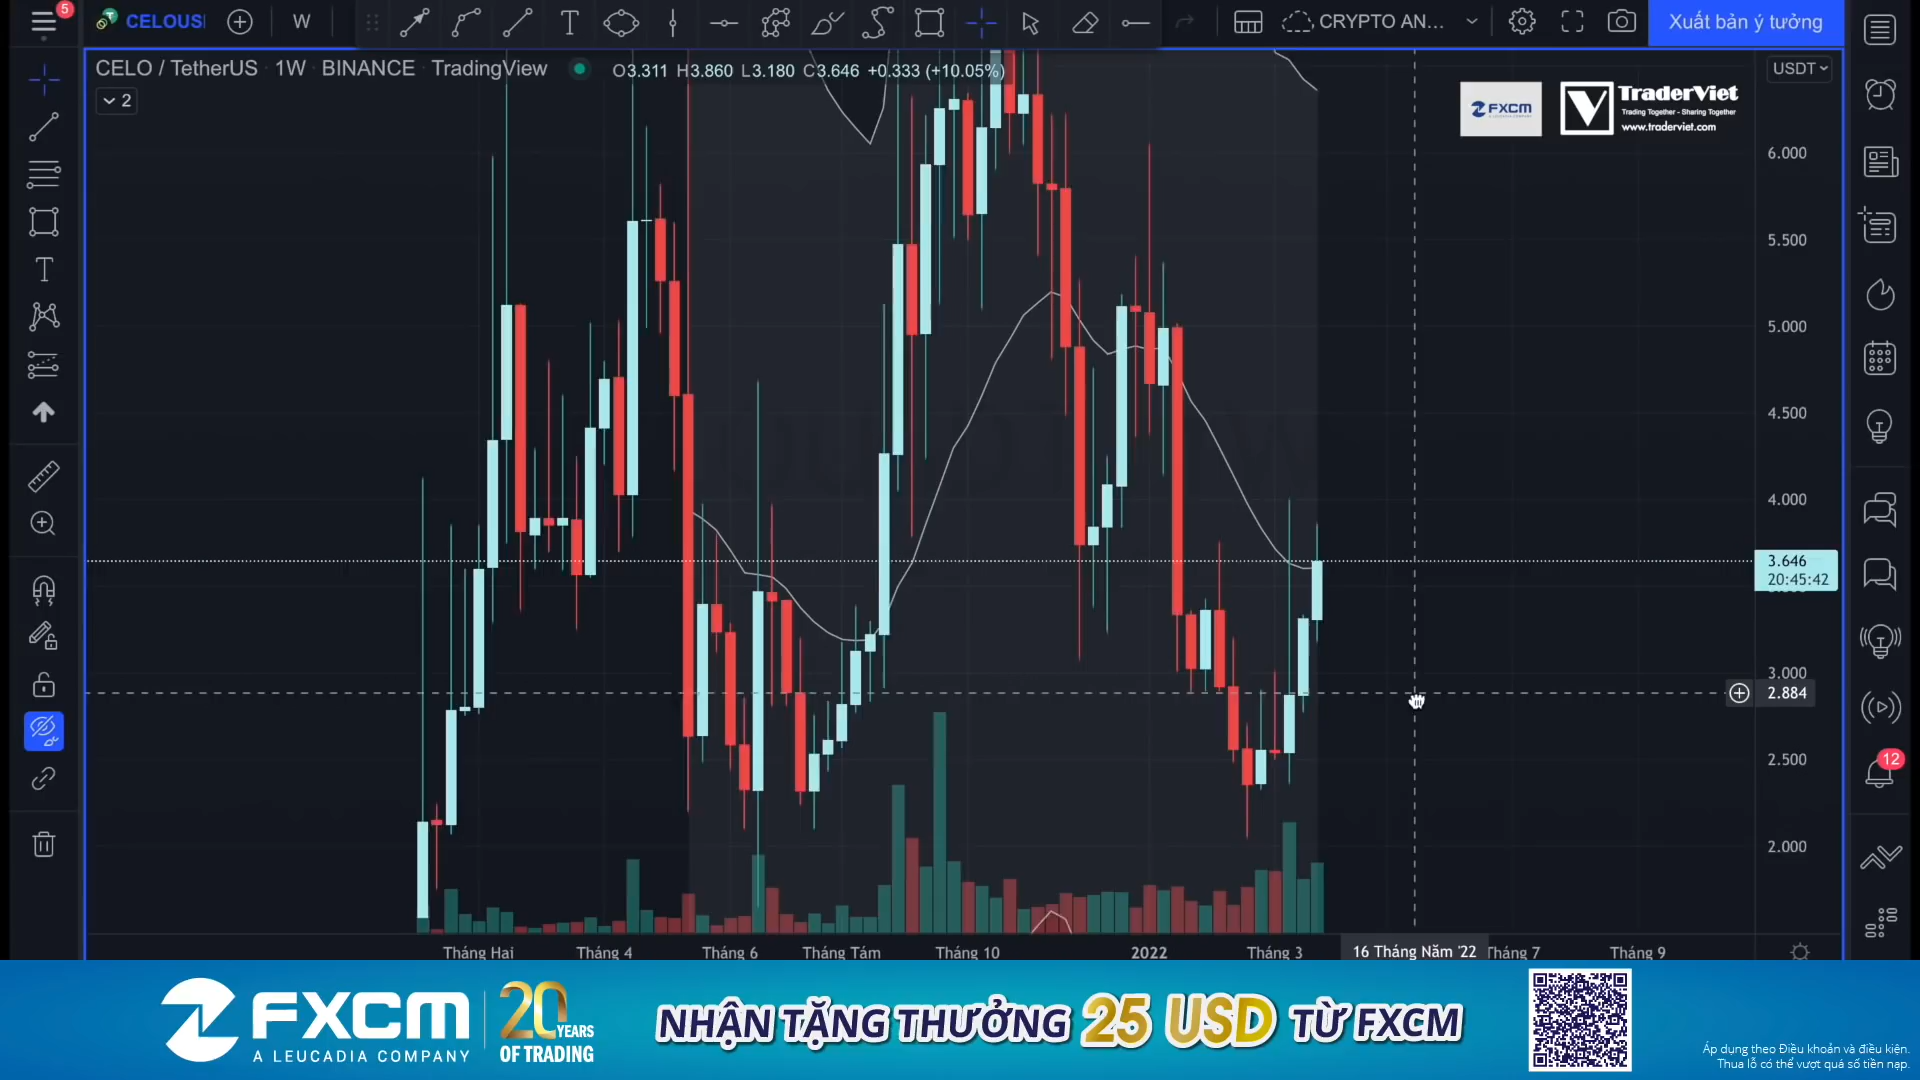 5
CELOUS
W
T
CRYPTO AN...
Xuất bản ý tưởng
CELO / TetherUS · 1W · BINANCE · TradingView
O3.311 H3.860 L3.180 C3.646 +0.333 (+10.05%)
USDT
2
FXCM
A LEUCADIA COMPANY
TraderViet
Trading Together - Sharing Together
www.traderviet.com
6.000
5.500
5.000
4.500
4.000
3.646
20:45:42
3.000
2.884
2.500
2.000
12
Tháng Hai
Tháng 4
Tháng 6
Tháng Tám
Tháng 10
2022
Tháng 3
16 Tháng Năm '22
Tháng 7
Tháng 9
FXCM
A LEUCADIA COMPANY
20 YEARS
OF TRADING
NHẬN TẶNG THƯỞNG 25 USD TỪ FXCM
Áp dụng theo Điều khoản và điều kiện.
Thua lỗ có thể vượt quá số tiền nạp.